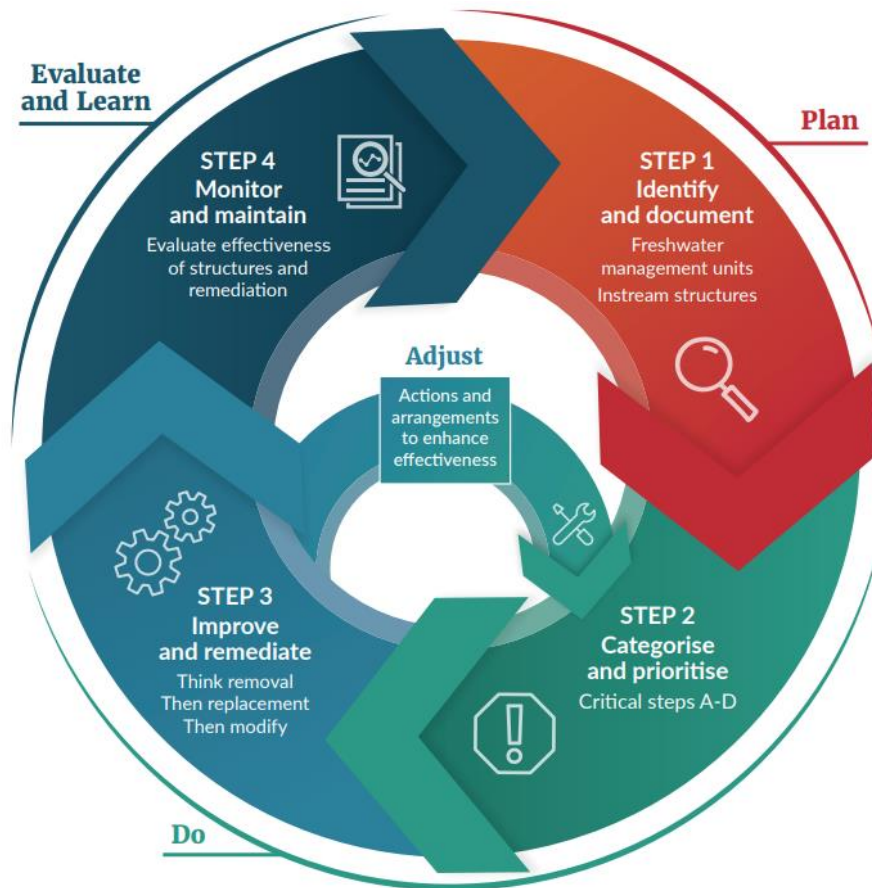 Evaluate
and Learn
Plan
STEP 1
Identify
and document
Freshwater
management units
Instream structures
STEP 2
Categorise
and prioritise
Critical steps A-D
Do
STEP 3
Improve
and remediate
Think removal
Then replacement
Then modify
STEP 4
Monitor
and maintain
Evaluate effectiveness
of structures and
remediation
Adjust
Actions and
arrangements
to enhance
effectiveness